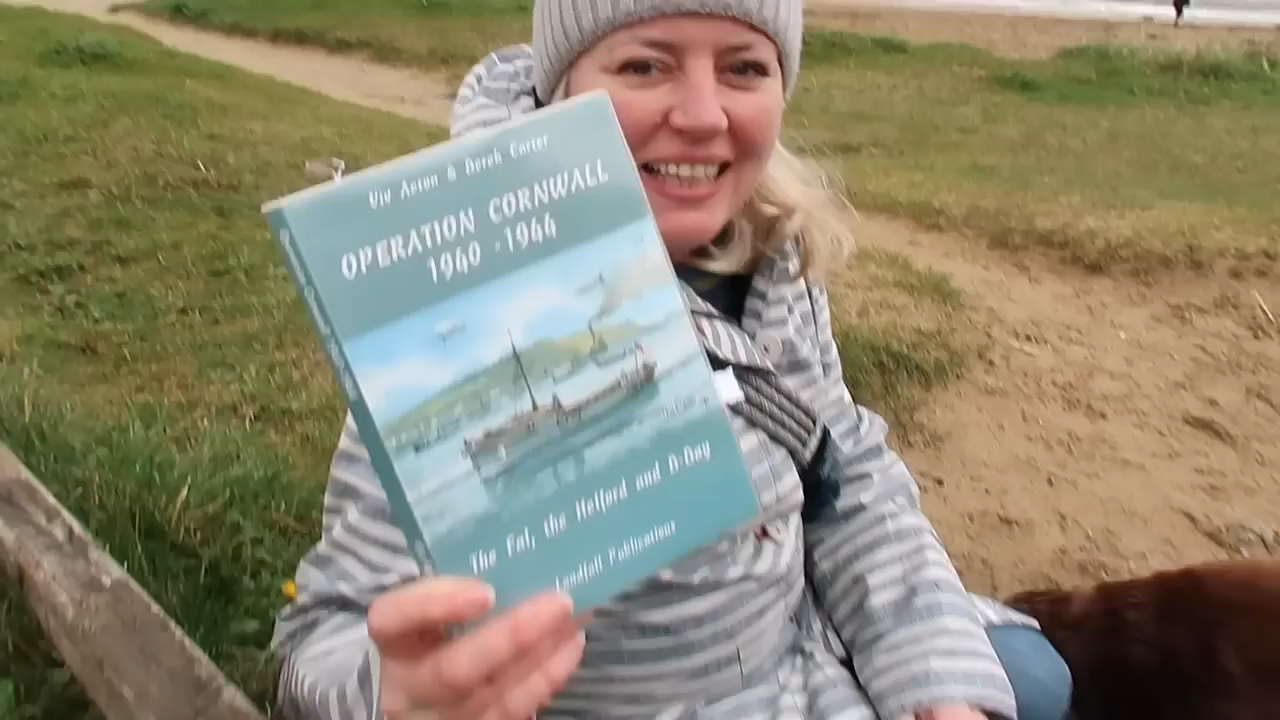 Viv Acton & Derek Carter
OPERATION CORNWALL
1940 - 1944
The Fal, the Helford and D-Day
Landfall Publications